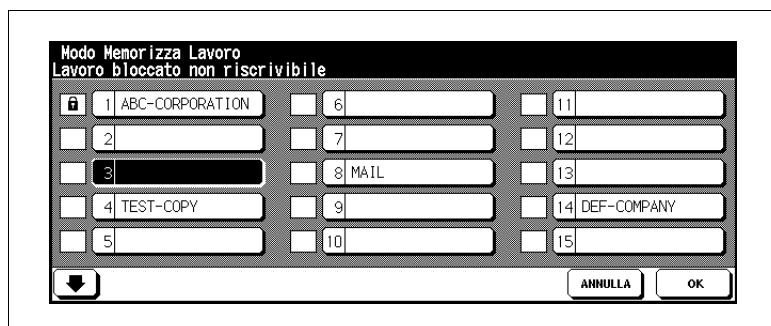 Modo Memorizza Lavoro
Lavoro bloccato non riscrivibile
1 ABC-CORPORATION 6 11
2 7 12
3 8 MAIL 13
4 TEST-COPY 9 14 DEF-COMPANY
5 10 15
ANNULLA OK